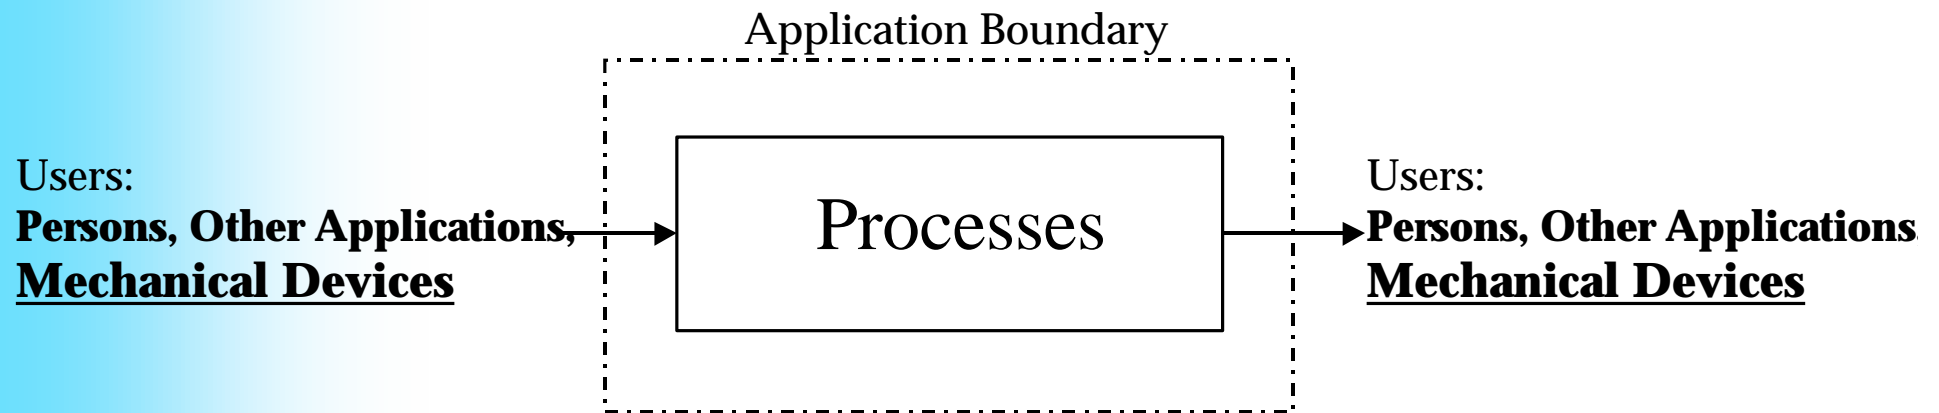 Application Boundary
Users:
Persons, Other Applications,
Mechanical Devices
Processes
Users:
Persons, Other Applications
Mechanical Devices